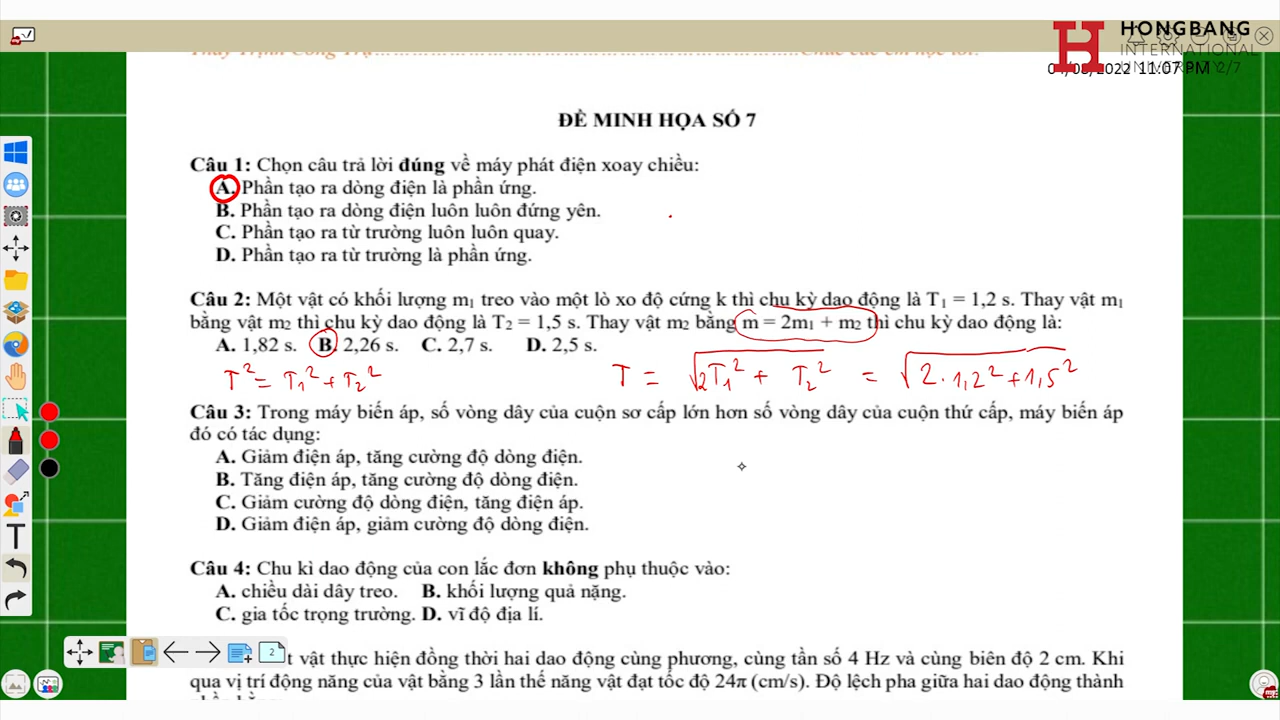 HONGBANG
INTERNATIONAL
UNIVERSITY
2022 11:07 PM 2/7
ĐỀ MINH HỌA SỐ 7
Câu 1: Chọn câu trả lời đúng về máy phát điện xoay chiều:
A. Phần tạo ra dòng điện là phần ứng.
B. Phần tạo ra dòng điện luôn luôn đứng yên.
C. Phần tạo ra từ trường luôn luôn quay.
D. Phần tạo ra từ trường là phần ứng.
Câu 2: Một vật có khối lượng m₁ treo vào một lò xo độ cứng k thì chu kỳ dao động là T₁ = 1,2 s. Thay vật m₁
bằng vật m₂ thì chu kỳ dao động là T₂ = 1,5 s. Thay vật m₂ bằng m = 2m₁ + m₂ thì chu kỳ dao động là:
A. 1,82 s. B. 2,26 s. C. 2,7 s. D. 2,5 s.
T² = T₁² + T₂² T = √2T₁² + T₂² = √2.1,2² + 1,5²
Câu 3: Trong máy biến áp, số vòng dây của cuộn sơ cấp lớn hơn số vòng dây của cuộn thứ cấp, máy biến áp
đó có tác dụng:
A. Giảm điện áp, tăng cường độ dòng điện.
B. Tăng điện áp, tăng cường độ dòng điện.
C. Giảm cường độ dòng điện, tăng điện áp.
D. Giảm điện áp, giảm cường độ dòng điện.
Câu 4: Chu kì dao động của con lắc đơn không phụ thuộc vào:
A. chiều dài dây treo. B. khối lượng quả nặng.
C. gia tốc trọng trường. D. vĩ độ địa lí.
2
t vật thực hiện đồng thời hai dao động cùng phương, cùng tần số 4 Hz và cùng biên độ 2 cm. Khi
qua vị trí động năng của vật bằng 3 lần thế năng vật đạt tốc độ 24π (cm/s). Độ lệch pha giữa hai dao động thành